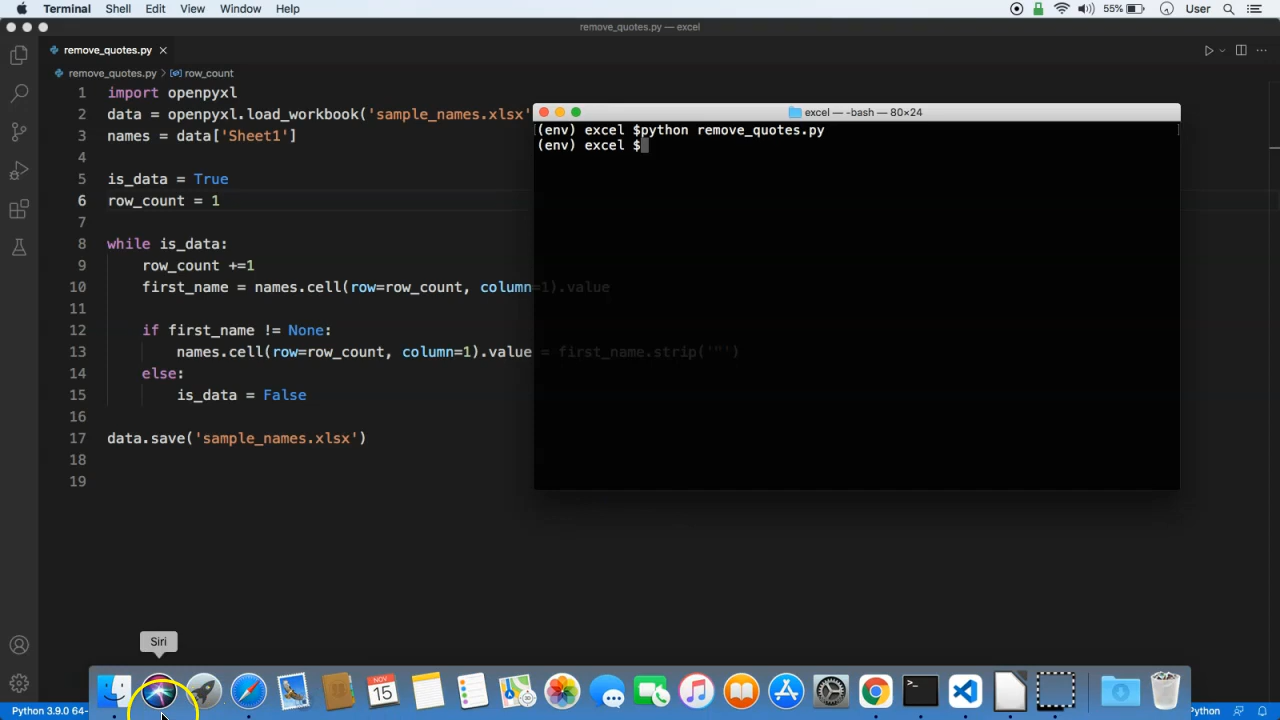 Terminal Shell Edit View Window Help 55% User
remove_quotes.py — excel
remove_quotes.py
remove_quotes.py > row_count
1 import openpyxl
2 data = openpyxl.load_workbook('sample_names.xlsx'
3 names = data['Sheet1']
4
5 is_data = True
6 row_count = 1
7
8 while is_data:
9 row_count +=1
10 first_name = names.cell(row=row_count, column=1).value
11
12 if first_name != None:
13 names.cell(row=row_count, column=1).value = first_name.strip('"')
14 else:
15 is_data = False
16
17 data.save('sample_names.xlsx')
18
19
excel — -bash — 80×24
(env) excel $python remove_quotes.py
(env) excel $
Siri
NOV
15
Python 3.9.0 64-
Python